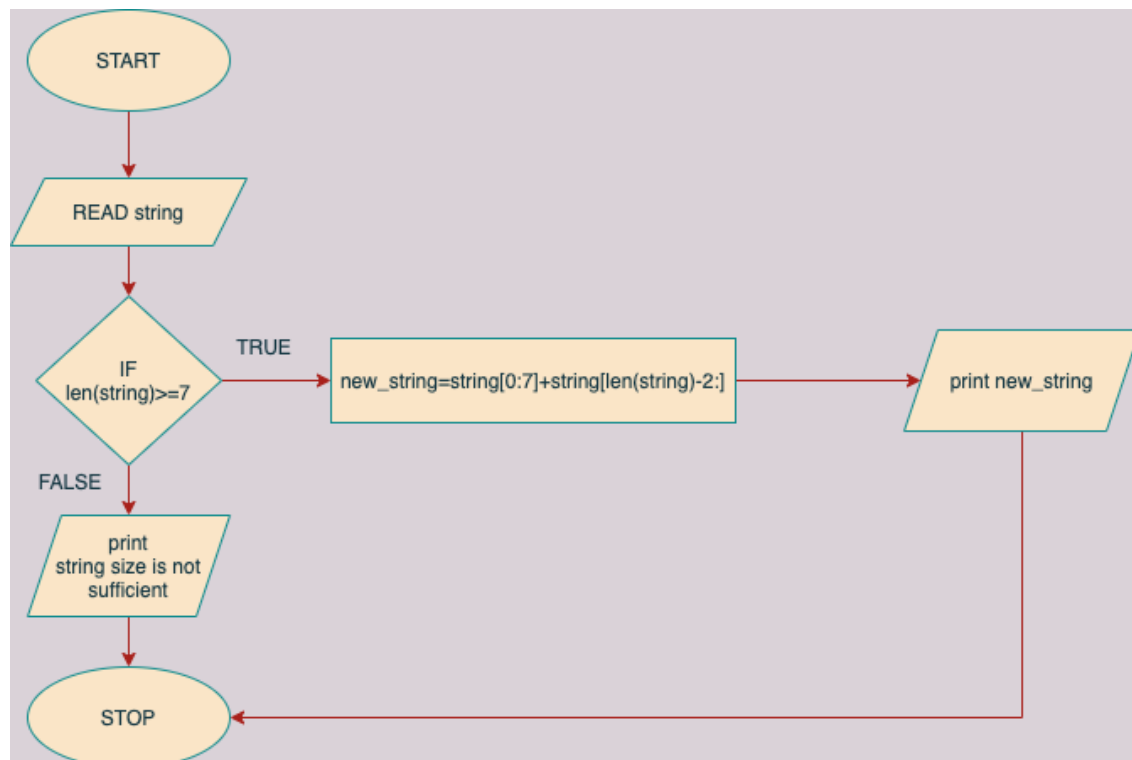 START
READ string
IF
len(string)>=7
TRUE
new_string=string[0:7]+string[len(string)-2:]
print new_string
FALSE
print
string size is not
sufficient
STOP